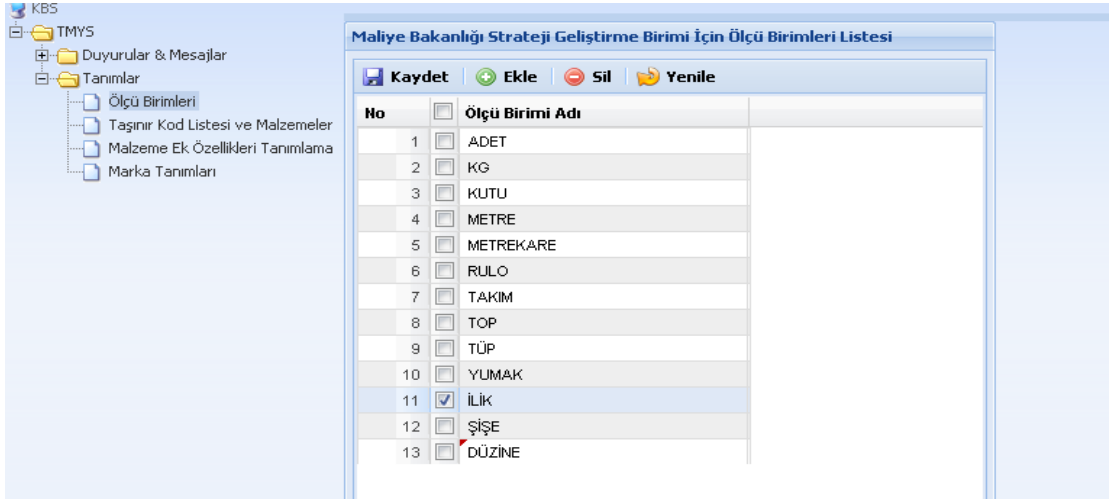 KBS
TMYS
Duyurular & Mesajlar
Tanımlar
Ölçü Birimleri
Taşınır Kod Listesi ve Malzemeler
Malzeme Ek Özellikleri Tanımlama
Marka Tanımları
Maliye Bakanlığı Strateji Geliştirme Birimi İçin Ölçü Birimleri Listesi
Kaydet Ekle Sil Yenile
No Ölçü Birimi Adı
1 ADET
2 KG
3 KUTU
4 METRE
5 METREKARE
6 RULO
7 TAKIM
8 TOP
9 TÜP
10 YUMAK
11 İLİK
12 ŞİŞE
13 DÜZİNE